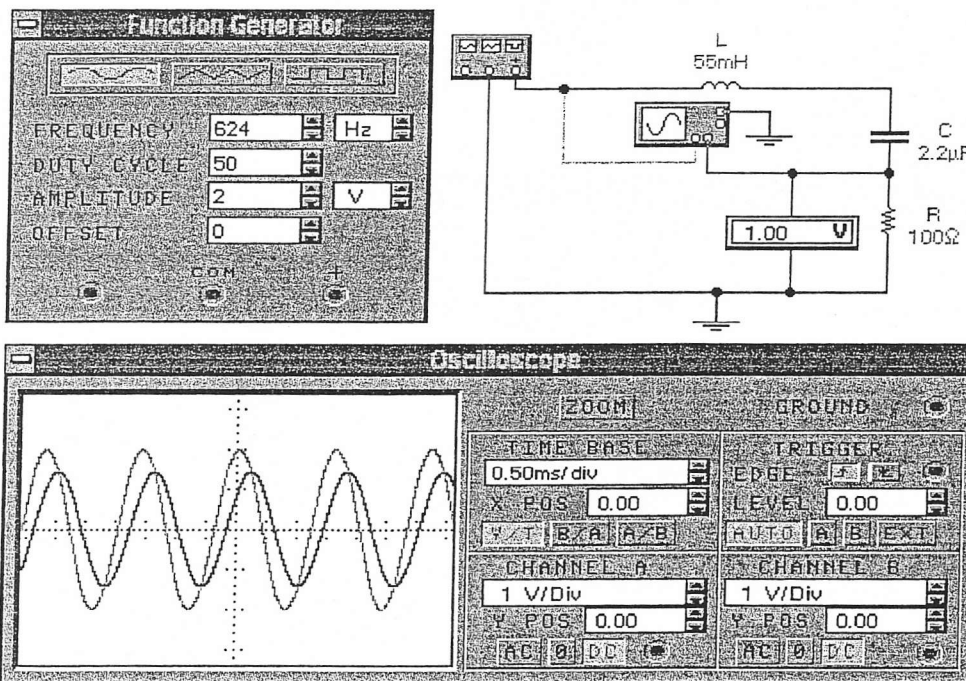 Function Generator
FREQUENCY 624 Hz
DUTY CYCLE 50
AMPLITUDE 2 V
OFFSET 0
− COM +
− +
L
55mH
C
2.2µF
R
100Ω
1.00 V
Oscilloscope
ZOOM GROUND
TIME BASE
0.50ms/div
X POS 0.00
Y/T B/A A/B
TRIGGER
EDGE
LEVEL 0.00
AUTO A B EXT
CHANNEL A
1 V/Div
Y POS 0.00
AC 0 DC
CHANNEL B
1 V/Div
Y POS 0.00
AC 0 DC